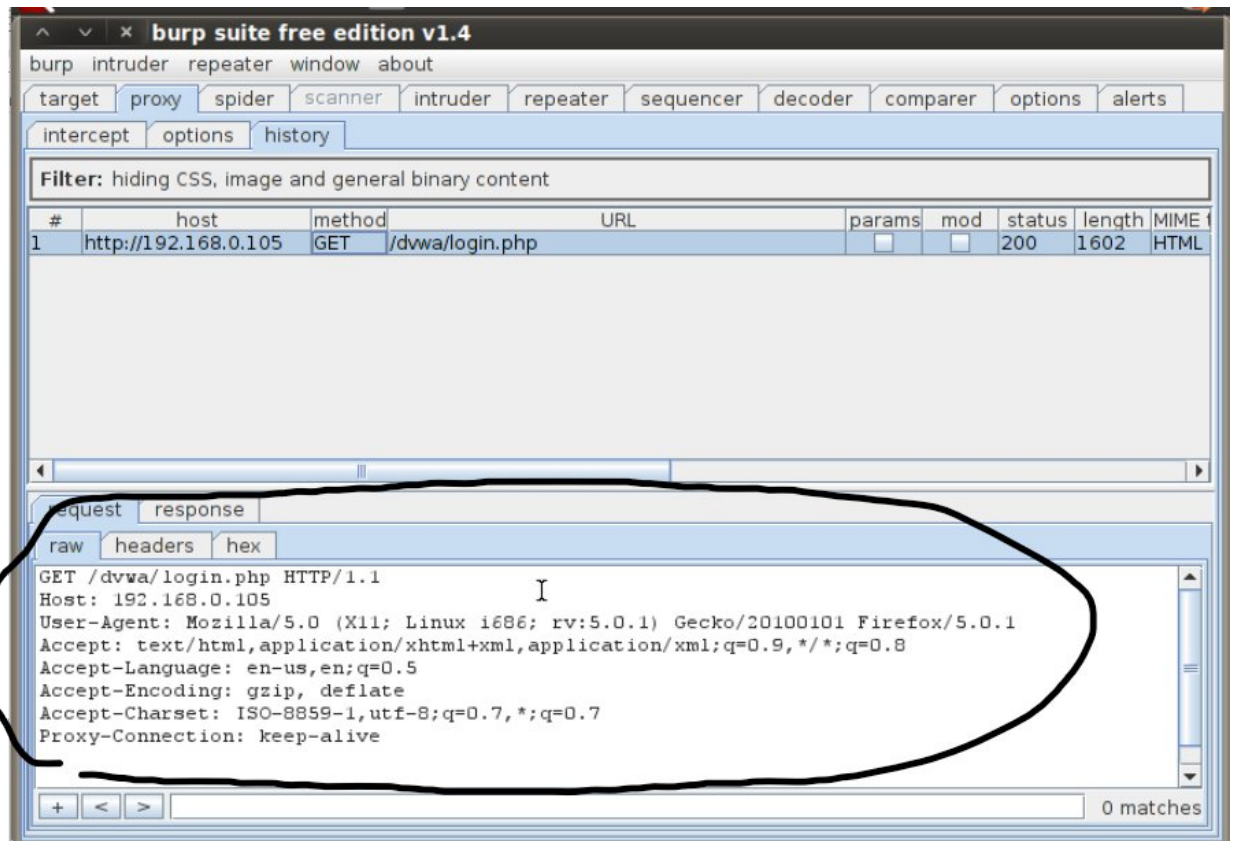 burp suite free edition v1.4
burp intruder repeater window about
target proxy spider scanner intruder repeater sequencer decoder comparer options alerts
intercept options history
Filter: hiding CSS, image and general binary content
# host method URL params mod status length MIME t
1 http://192.168.0.105 GET /dvwa/login.php 200 1602 HTML
request response
raw headers hex
GET /dvwa/login.php HTTP/1.1
Host: 192.168.0.105
User-Agent: Mozilla/5.0 (X11; Linux i686; rv:5.0.1) Gecko/20100101 Firefox/5.0.1
Accept: text/html,application/xhtml+xml,application/xml;q=0.9,*/*;q=0.8
Accept-Language: en-us,en;q=0.5
Accept-Encoding: gzip, deflate
Accept-Charset: ISO-8859-1,utf-8;q=0.7,*;q=0.7
Proxy-Connection: keep-alive
+ < > 0 matches